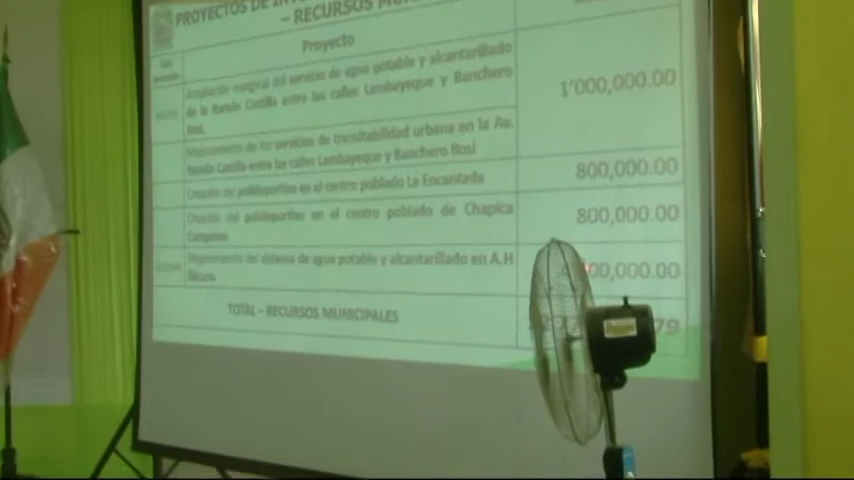 PROYECTOS DE
– RECURSOS
Proyecto
Ampliación marginal del servicio de agua potable y alcantarillado
de la Ramón Castilla entre las calles Lambayeque y Banchero
Rosi.
1'000,000.00
Mejoramiento de los servicios de transitabilidad urbana en la Av.
Ramón Castilla entre las calles Lambayeque y Banchero Rosi
Creación del polideportivo en el centro poblado La Encantada
800,000.00
Creación del polideportivo en el centro poblado de Chapica
Campanas
800,000.00
Mejoramiento del sistema de agua potable y alcantarillado en A.H
00,000.00
TOTAL – RECURSOS MUNICIPALES
79